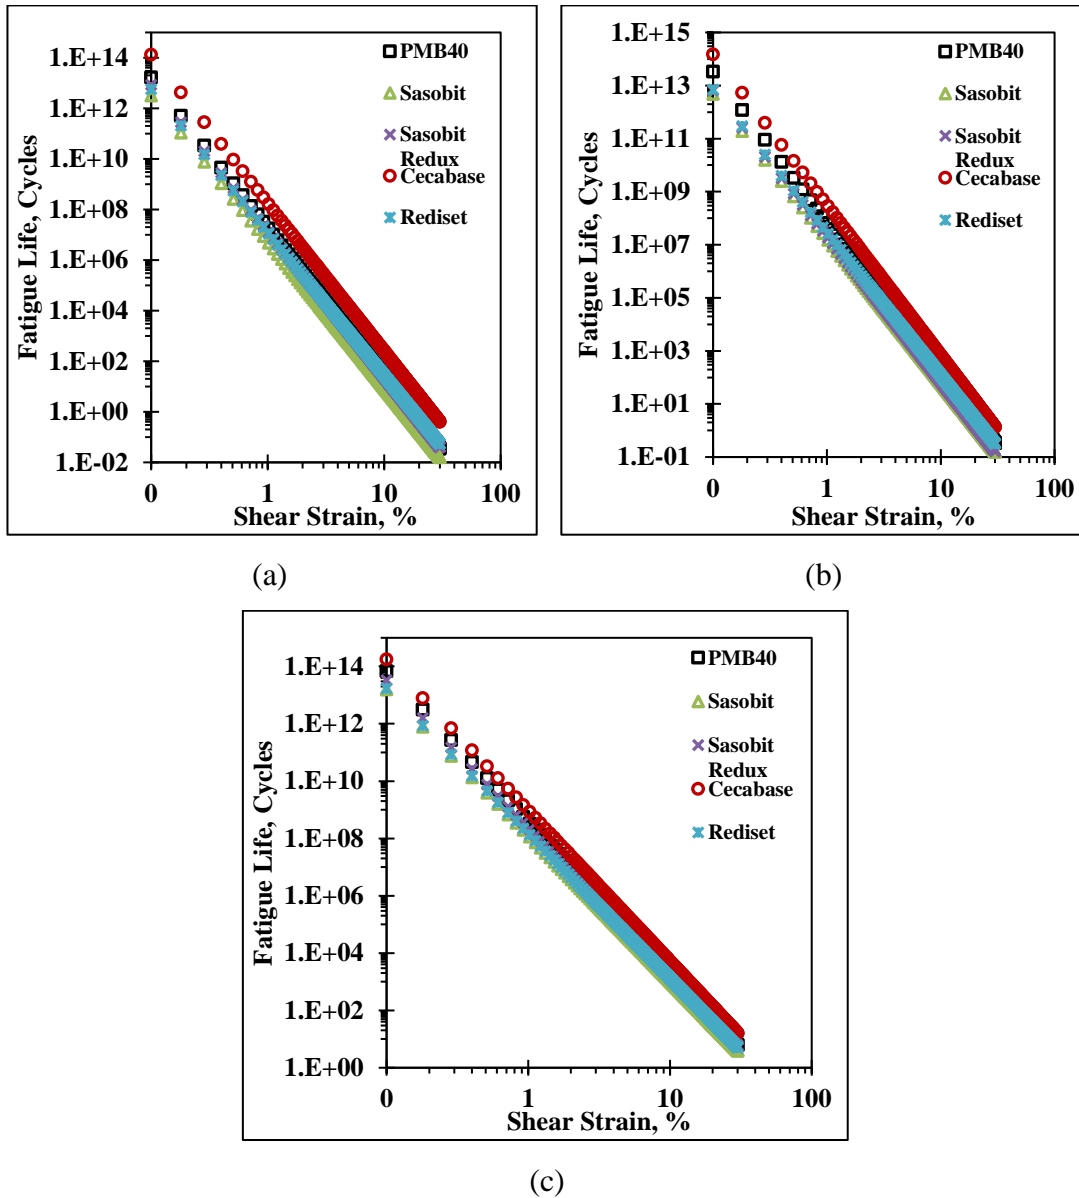 1.E+14
1.E+12
1.E+10
1.E+08
1.E+06
1.E+04
1.E+02
1.E+00
1.E-02
Fatigue Life, Cycles
0 1 10 100
Shear Strain, %
PMB40
Sasobit
Sasobit
Redux
Cecabase
Rediset
(a)
1.E+15
1.E+13
1.E+11
1.E+09
1.E+07
1.E+05
1.E+03
1.E+01
1.E-01
Fatigue Life, Cycles
0 1 10 100
Shear Strain, %
PMB40
Sasobit
Sasobit
Redux
Cecabase
Rediset
(b)
1.E+14
1.E+12
1.E+10
1.E+08
1.E+06
1.E+04
1.E+02
1.E+00
Fatigue Life, Cycles
0 1 10 100
Shear Strain, %
PMB40
Sasobit
Sasobit
Redux
Cecabase
Rediset
(c)